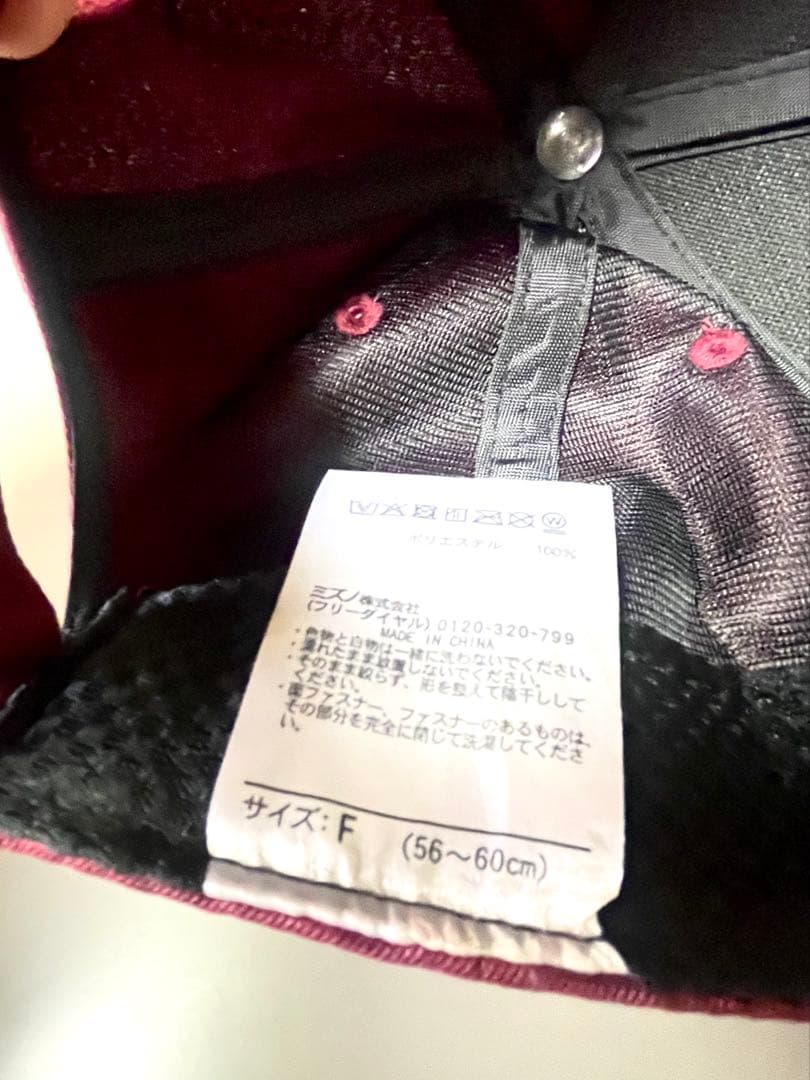 ポリエステル 100%
ミズノ株式会社
(フリーダイヤル) 0120-320-799
MADE IN CHINA
・色物と白物は一緒に洗わないでください。
・濡れたまま放置しないでください。
・そのまま絞らず、形を整えて陰干しして
ください。
・面ファスナー、ファスナーのあるものは、
その部分を完全に閉じて洗濯してくださ
い。
サイズ: F (56〜60cm)